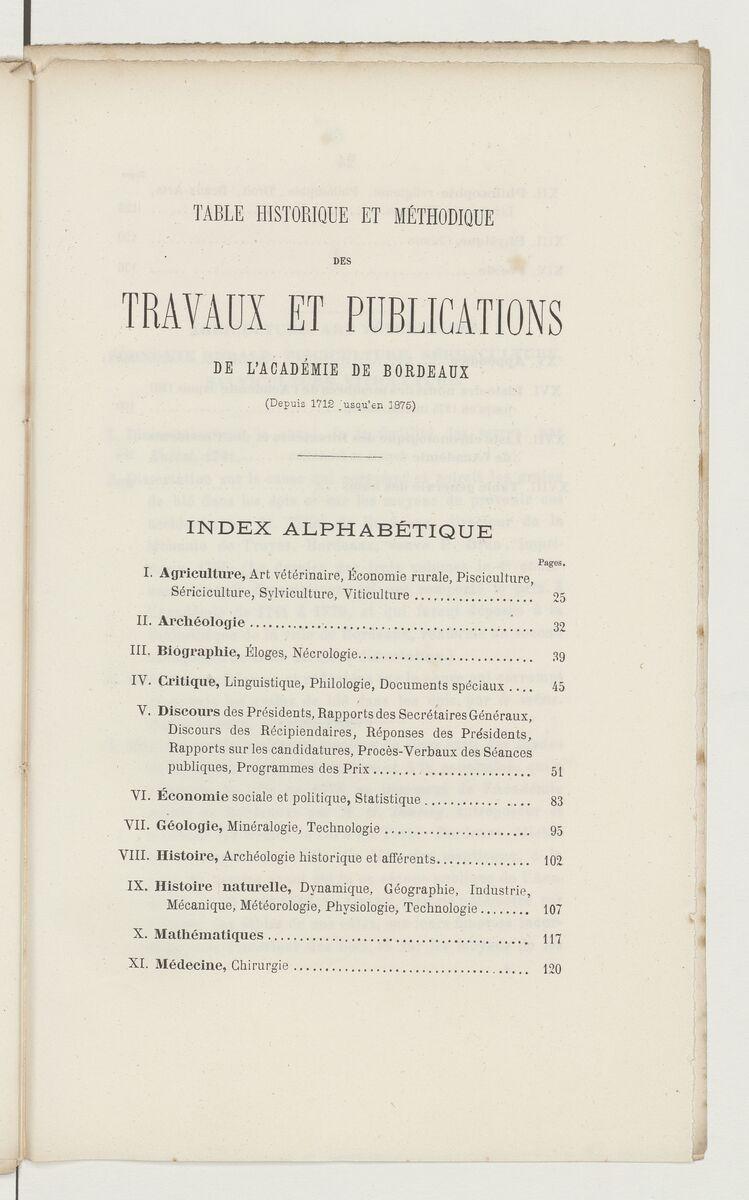 TABLE HISTORIQUE ET MÉTHODIQUE
DES
TRAVAUX ET PUBLICATIONS
DE L'ACADÉMIE DE BORDEAUX
(Depuis 1712 jusqu'en 1875)
INDEX ALPHABÉTIQUE
Pages.
I. Agriculture, Art vétérinaire, Économie rurale, Pisciculture,
Sériciculture, Sylviculture, Viticulture ................... 25
II. Archéologie ............................................. 32
III. Biographie, Éloges, Nécrologie............................ 39
IV. Critique, Linguistique, Philologie, Documents spéciaux .... 45
V. Discours des Présidents, Rapports des Secrétaires Généraux,
Discours des Récipiendaires, Réponses des Présidents,
Rapports sur les candidatures, Procès-Verbaux des Séances
publiques, Programmes des Prix ......................... 51
VI. Économie sociale et politique, Statistique ............ .... 83
VII. Géologie, Minéralogie, Technologie ....................... 95
VIII. Histoire, Archéologie historique et afférents............... 102
IX. Histoire naturelle, Dynamique, Géographie, Industrie,
Mécanique, Météorologie, Physiologie, Technologie ........ 107
X. Mathématiques ................................... ..... 117
XI. Médecine, Chirurgie ..................................... 120